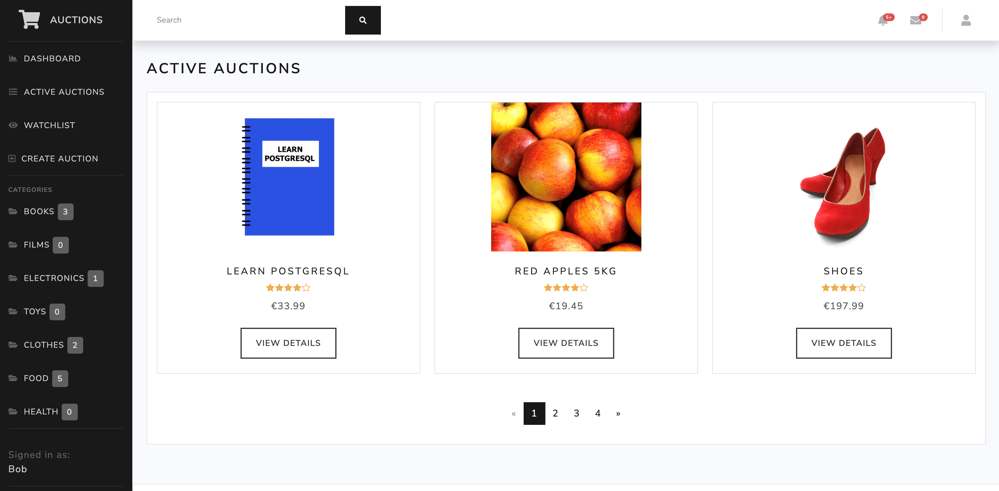 AUCTIONS
Search
5+
9
DASHBOARD
ACTIVE AUCTIONS
WATCHLIST
CREATE AUCTION
CATEGORIES
BOOKS 3
FILMS 0
ELECTRONICS 1
TOYS 0
CLOTHES 2
FOOD 5
HEALTH 0
Signed in as:
Bob
ACTIVE AUCTIONS
LEARN
POSTGRESQL
LEARN POSTGRESQL
€33.99
VIEW DETAILS
RED APPLES 5KG
€19.45
VIEW DETAILS
SHOES
€197.99
VIEW DETAILS
« 1 2 3 4 »